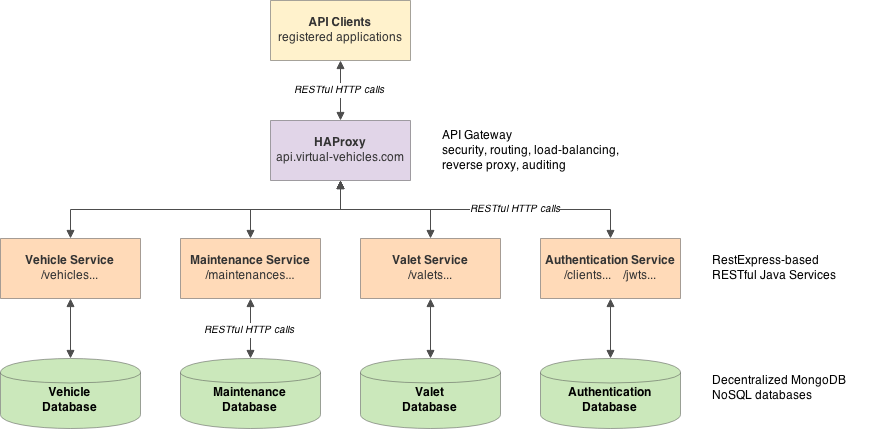 API Clients
registered applications
RESTful HTTP calls
HAProxy
api.virtual-vehicles.com
API Gateway
security, routing, load-balancing,
reverse proxy, auditing
RESTful HTTP calls
Vehicle Service
/vehicles...
Maintenance Service
/maintenances...
Valet Service
/valets...
Authentication Service
/clients... /jwts...
RestExpress-based
RESTful Java Services
RESTful HTTP calls
Vehicle
Database
Maintenance
Database
Valet
Database
Authentication
Database
Decentralized MongoDB
NoSQL databases